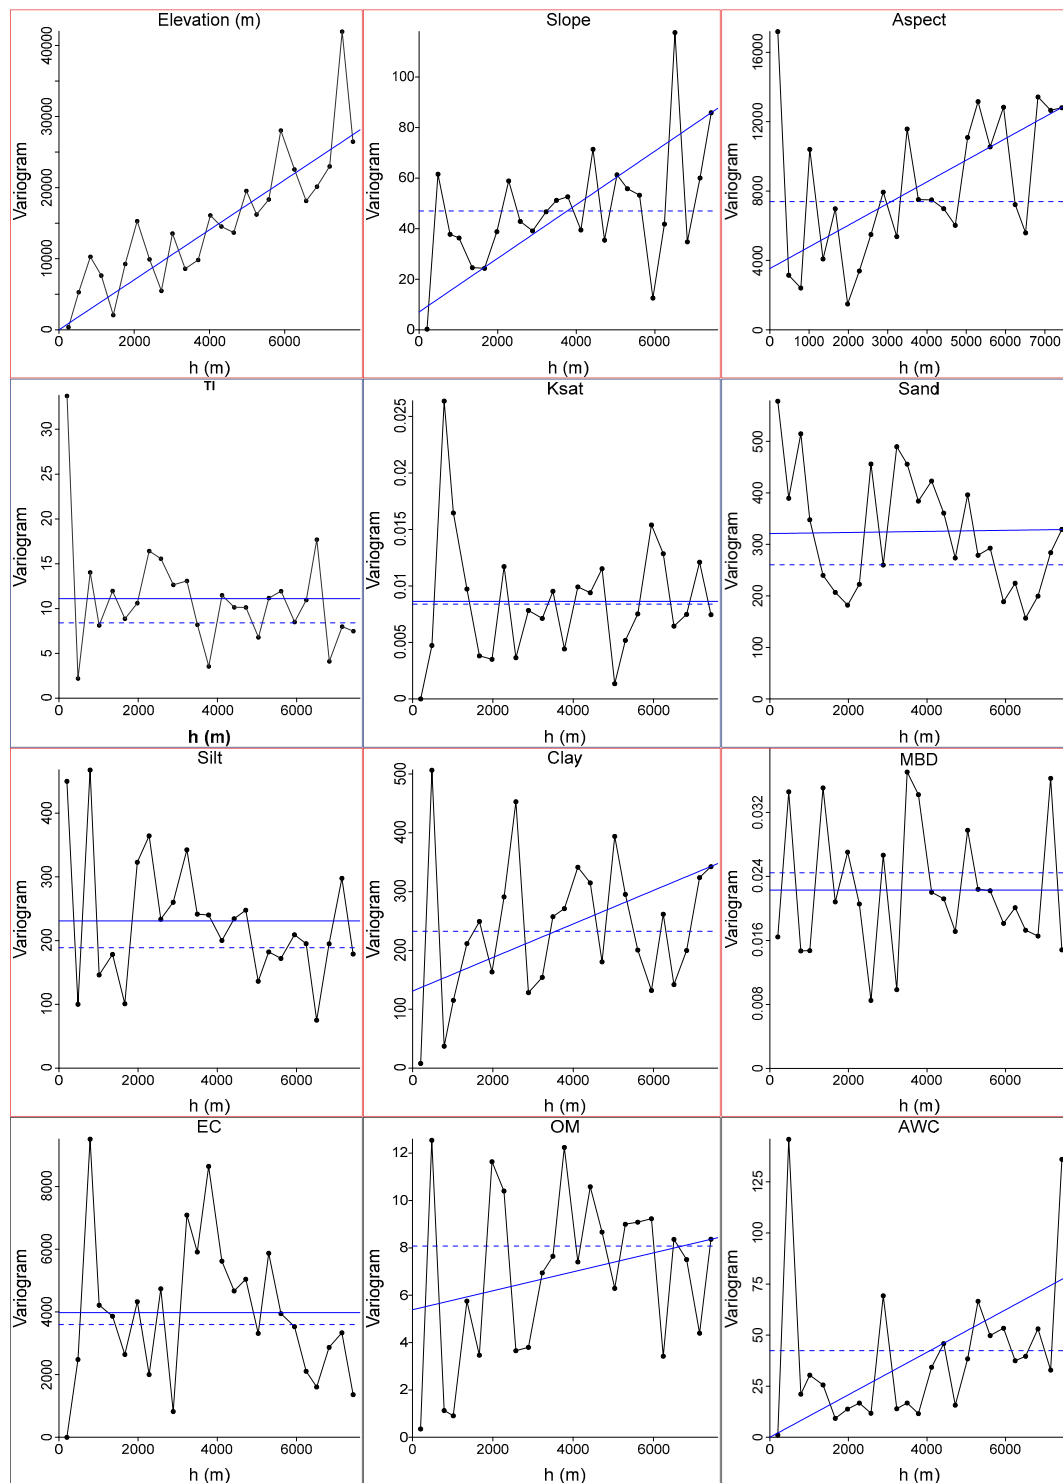 Elevation (m)
Variogram
0 10000 20000 30000 40000
0 2000 4000 6000
h (m)
Slope
Variogram
0 20 40 60 80 100
0 2000 4000 6000
h (m)
Aspect
Variogram
0 4000 8000 12000 16000
0 1000 2000 3000 4000 5000 6000 7000
h (m)
TI
Variogram
0 5 10 15 20 25 30
0 2000 4000 6000
h (m)
Ksat
Variogram
0 0.005 0.01 0.015 0.02 0.025
0 2000 4000 6000
h (m)
Sand
Variogram
0 100 200 300 400 500
0 2000 4000 6000
h (m)
Silt
Variogram
0 100 200 300 400
0 2000 4000 6000
h (m)
Clay
Variogram
0 100 200 300 400 500
0 2000 4000 6000
h (m)
MBD
Variogram
0 0.008 0.016 0.024 0.032
0 2000 4000 6000
h (m)
EC
Variogram
0 2000 4000 6000 8000
0 2000 4000 6000
h (m)
OM
Variogram
0 2 4 6 8 10 12
0 2000 4000 6000
h (m)
AWC
Variogram
0 25 50 75 125
0 2000 4000 6000
h (m)